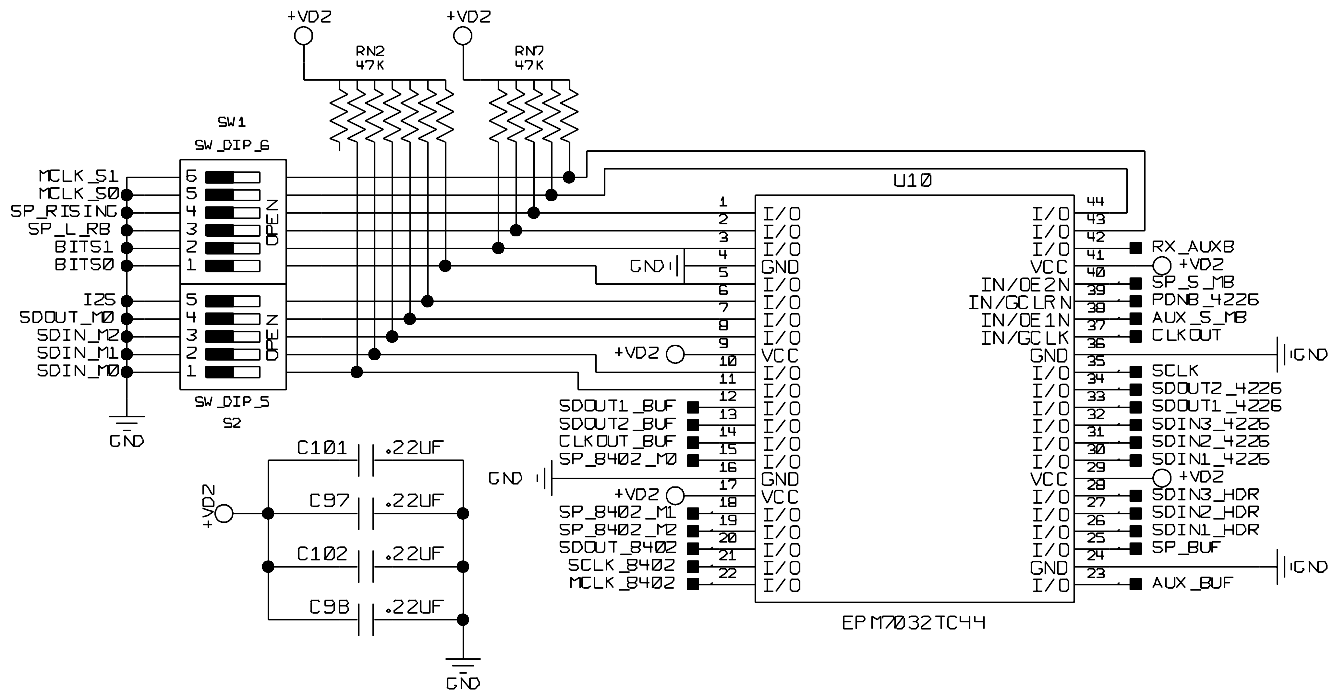 +VD2
+VD2
RN2
47K
RN7
47K
SW1
SW_DIP_6
MCLK_S1 6
MCLK_S0 5
SP_RISING 4
SP_L_RB 3
BITS1 2
BITS0 1
OPEN
I2S 5
SDOUT_M0 4
SDIN_M2 3
SDIN_M1 2
SDIN_M0 1
OPEN
SW_DIP_5
S2
GND
U10
1 I/O
2 I/O
3 I/O
GND 4 GND
5 I/O
6 I/O
7 I/O
8 I/O
+VD2 9 VCC
10 I/O
11 I/O
SDOUT1_BUF 12 I/O
SDOUT2_BUF 13 I/O
CLKOUT_BUF 14 I/O
SP_8402_M0 15 I/O
GND 16 GND
+VD2 17 VCC
SP_8402_M1 18 I/O
SP_8402_M2 19 I/O
SDOUT_8402 20 I/O
SCLK_8402 21 I/O
MCLK_8402 22 I/O
I/O 44
I/O 43
I/O 42 RX_AUXB
VCC 41 +VD2
IN/OE2N 40 SP_S_MB
IN/GCLRN 39 PDNB_4226
IN/OE1N 38 AUX_S_MB
IN/GCLK 37 CLKOUT
GND 36 GND
I/O 35 SCLK
I/O 34 SDOUT2_4226
I/O 33 SDOUT1_4226
I/O 32 SDIN3_4226
I/O 31 SDIN2_4226
I/O 30 SDIN1_4226
VCC 29 +VD2
I/O 28 SDIN3_HDR
I/O 27 SDIN2_HDR
I/O 26 SDIN1_HDR
I/O 25 SP_BUF
GND 24 GND
I/O 23 AUX_BUF
EPM7032TC44
+VD2
C101 .22UF
C97 .22UF
C102 .22UF
C98 .22UF
GND